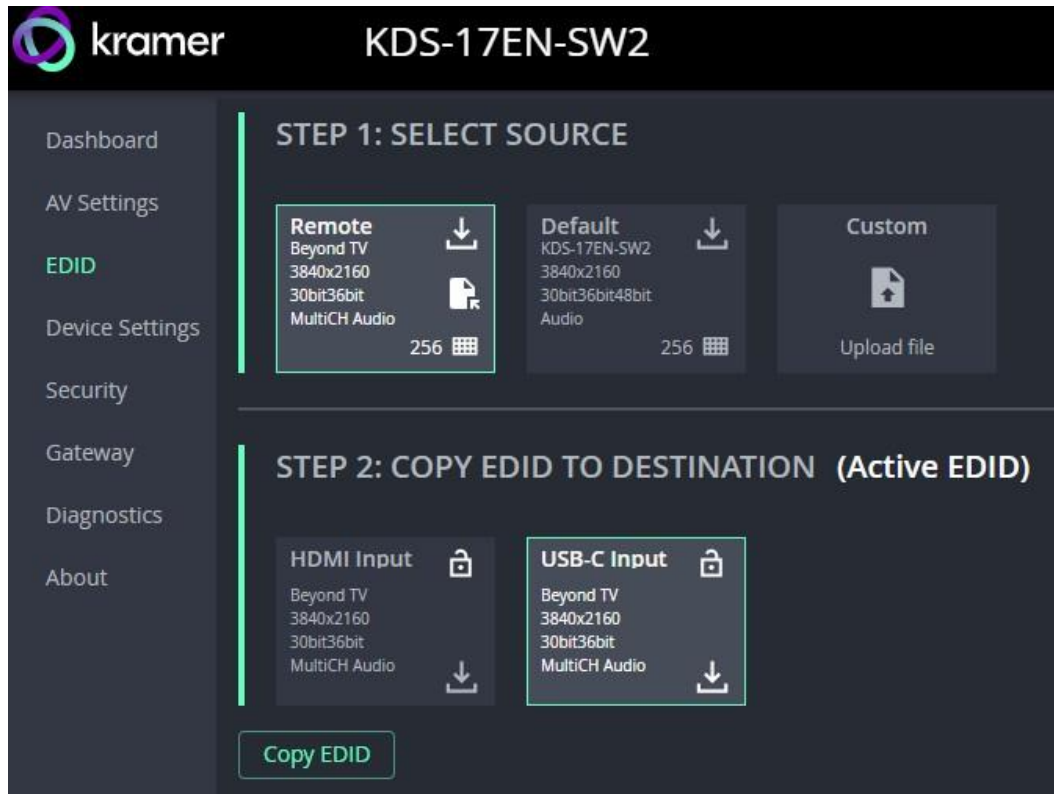 kramer
KDS-17EN-SW2
Dashboard
AV Settings
EDID
Device Settings
Security
Gateway
Diagnostics
About
STEP 1: SELECT SOURCE
Remote
Beyond TV
3840x2160
30bit36bit
MultiCH Audio
256
Default
KDS-17EN-SW2
3840x2160
30bit36bit48bit
Audio
256
Custom
Upload file
STEP 2: COPY EDID TO DESTINATION (Active EDID)
HDMI Input
Beyond TV
3840x2160
30bit36bit
MultiCH Audio
USB-C Input
Beyond TV
3840x2160
30bit36bit
MultiCH Audio
Copy EDID